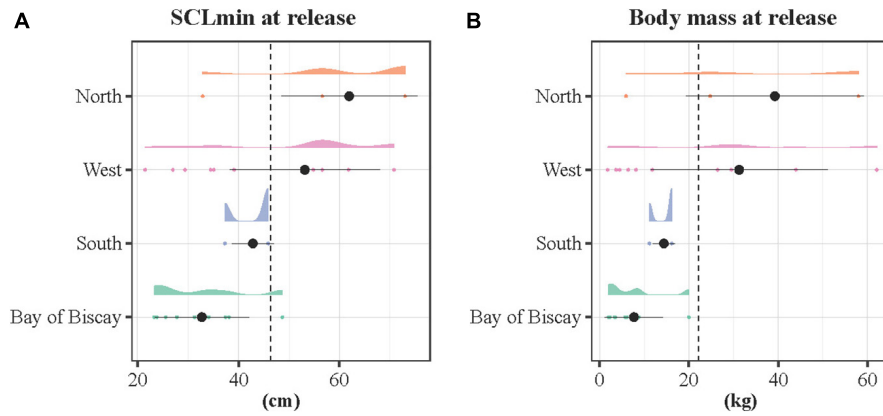 A
SCLmin at release
North
West
South
Bay of Biscay
20
40
60
(cm)
B
Body mass at release
North
West
South
Bay of Biscay
0
20
40
60
(kg)